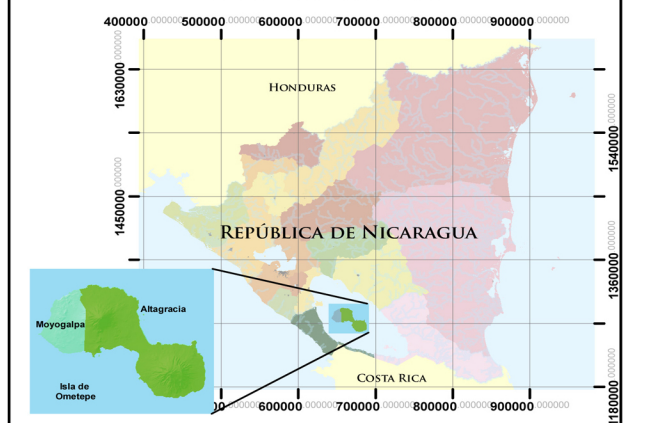 400000.000000 500000.000000 600000.000000 700000.000000 800000.000000 900000.000000
1630000.000000
HONDURAS
1540000.000000
1450000.000000
REPÚBLICA DE NICARAGUA
1360000.000000
Altagracia
Moyogalpa
Isla de
Ometepe
COSTA RICA
1180000.000000
600000.000000 700000.000000 800000.000000 900000.000000